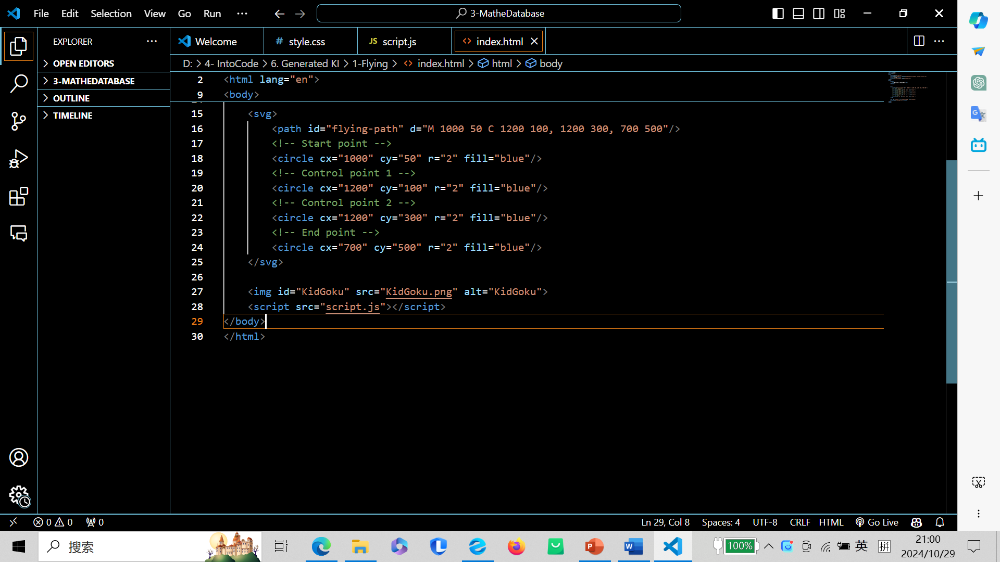 File Edit Selection View Go Run ··· 3-MatheDatabase
EXPLORER ···
OPEN EDITORS
3-MATHEDATABASE
OUTLINE
TIMELINE
Welcome # style.css JS script.js <> index.html
D: > 4- IntoCode > 6. Generated KI > 1-Flying > <> index.html > html > body
2 <html lang="en">
9 <body>
15 <svg>
16 <path id="flying-path" d="M 1000 50 C 1200 100, 1200 300, 700 500"/>
17 <!-- Start point -->
18 <circle cx="1000" cy="50" r="2" fill="blue"/>
19 <!-- Control point 1 -->
20 <circle cx="1200" cy="100" r="2" fill="blue"/>
21 <!-- Control point 2 -->
22 <circle cx="1200" cy="300" r="2" fill="blue"/>
23 <!-- End point -->
24 <circle cx="700" cy="500" r="2" fill="blue"/>
25 </svg>
26
27 <img id="KidGoku" src="KidGoku.png" alt="KidGoku">
28 <script src="script.js"></script>
29 </body>
30 </html>
0 0 0 Ln 29, Col 8 Spaces: 4 UTF-8 CRLF HTML Go Live
搜索 100% 英 拼 21:00
2024/10/29